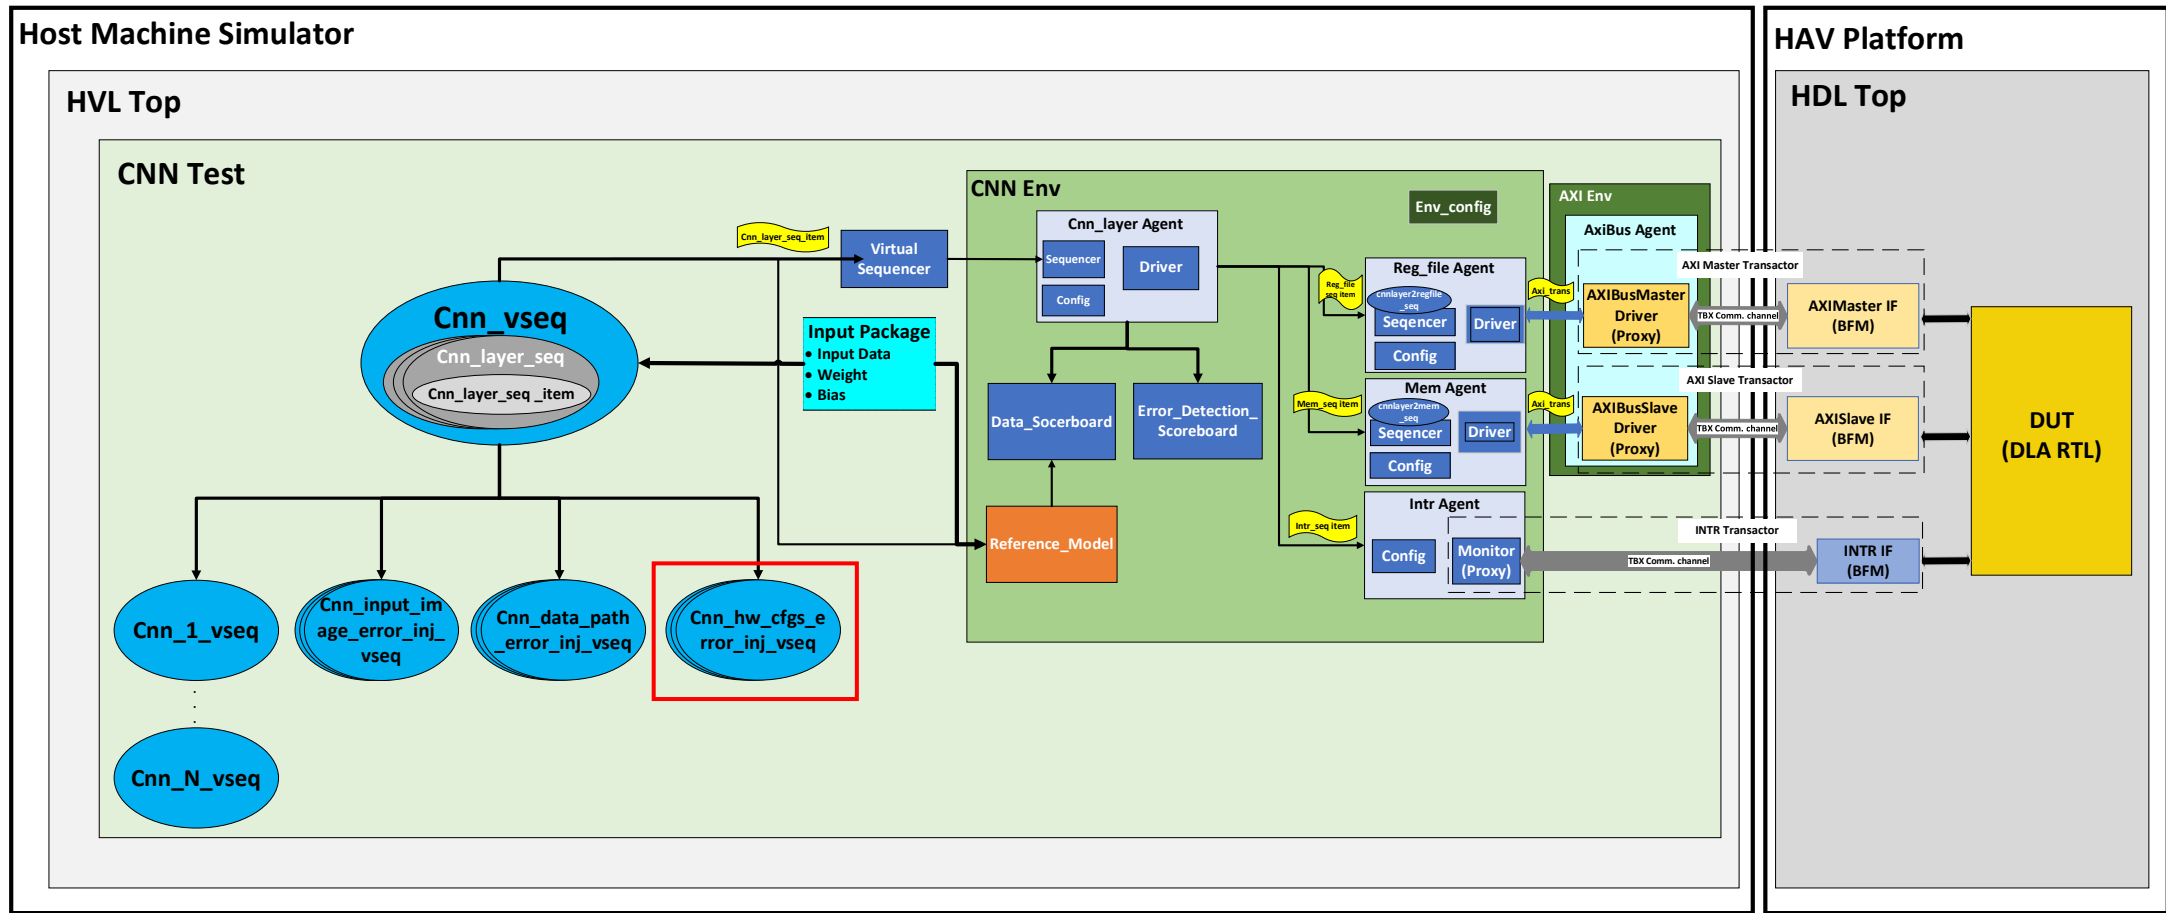 Host Machine Simulator
HAV Platform
HVL Top
HDL Top
CNN Test
CNN Env
Env_config
AXI Env
Cnn_layer_seq_item
Virtual
Sequencer
Cnn_layer Agent
Sequencer
Driver
Config
AxiBus Agent
AXI Master Transactor
Reg_file
seq item
Reg_file Agent
cnnlayer2regfile
_seq
Seqencer
Driver
Config
Axi_trans
AXIBusMaster
Driver
(Proxy)
TBX Comm. channel
AXIMaster IF
(BFM)
Cnn_vseq
Cnn_layer_seq
Cnn_layer_seq _item
Input Package
• Input Data
• Weight
• Bias
Data_Socerboard
Error_Detection_
Scoreboard
Mem_seq item
Mem Agent
cnnlayer2mem
_seq
Seqencer
Driver
Config
Axi_trans
AXI Slave Transactor
AXIBusSlave
Driver
(Proxy)
TBX Comm. channel
AXISlave IF
(BFM)
DUT
(DLA RTL)
Reference_Model
Intr_seq item
Intr Agent
Config
Monitor
(Proxy)
INTR Transactor
TBX Comm. channel
INTR IF
(BFM)
Cnn_1_vseq
Cnn_input_im
age_error_inj_
vseq
Cnn_data_path
_error_inj_vseq
Cnn_hw_cfgs_e
rror_inj_vseq
.
.
.
.
Cnn_N_vseq